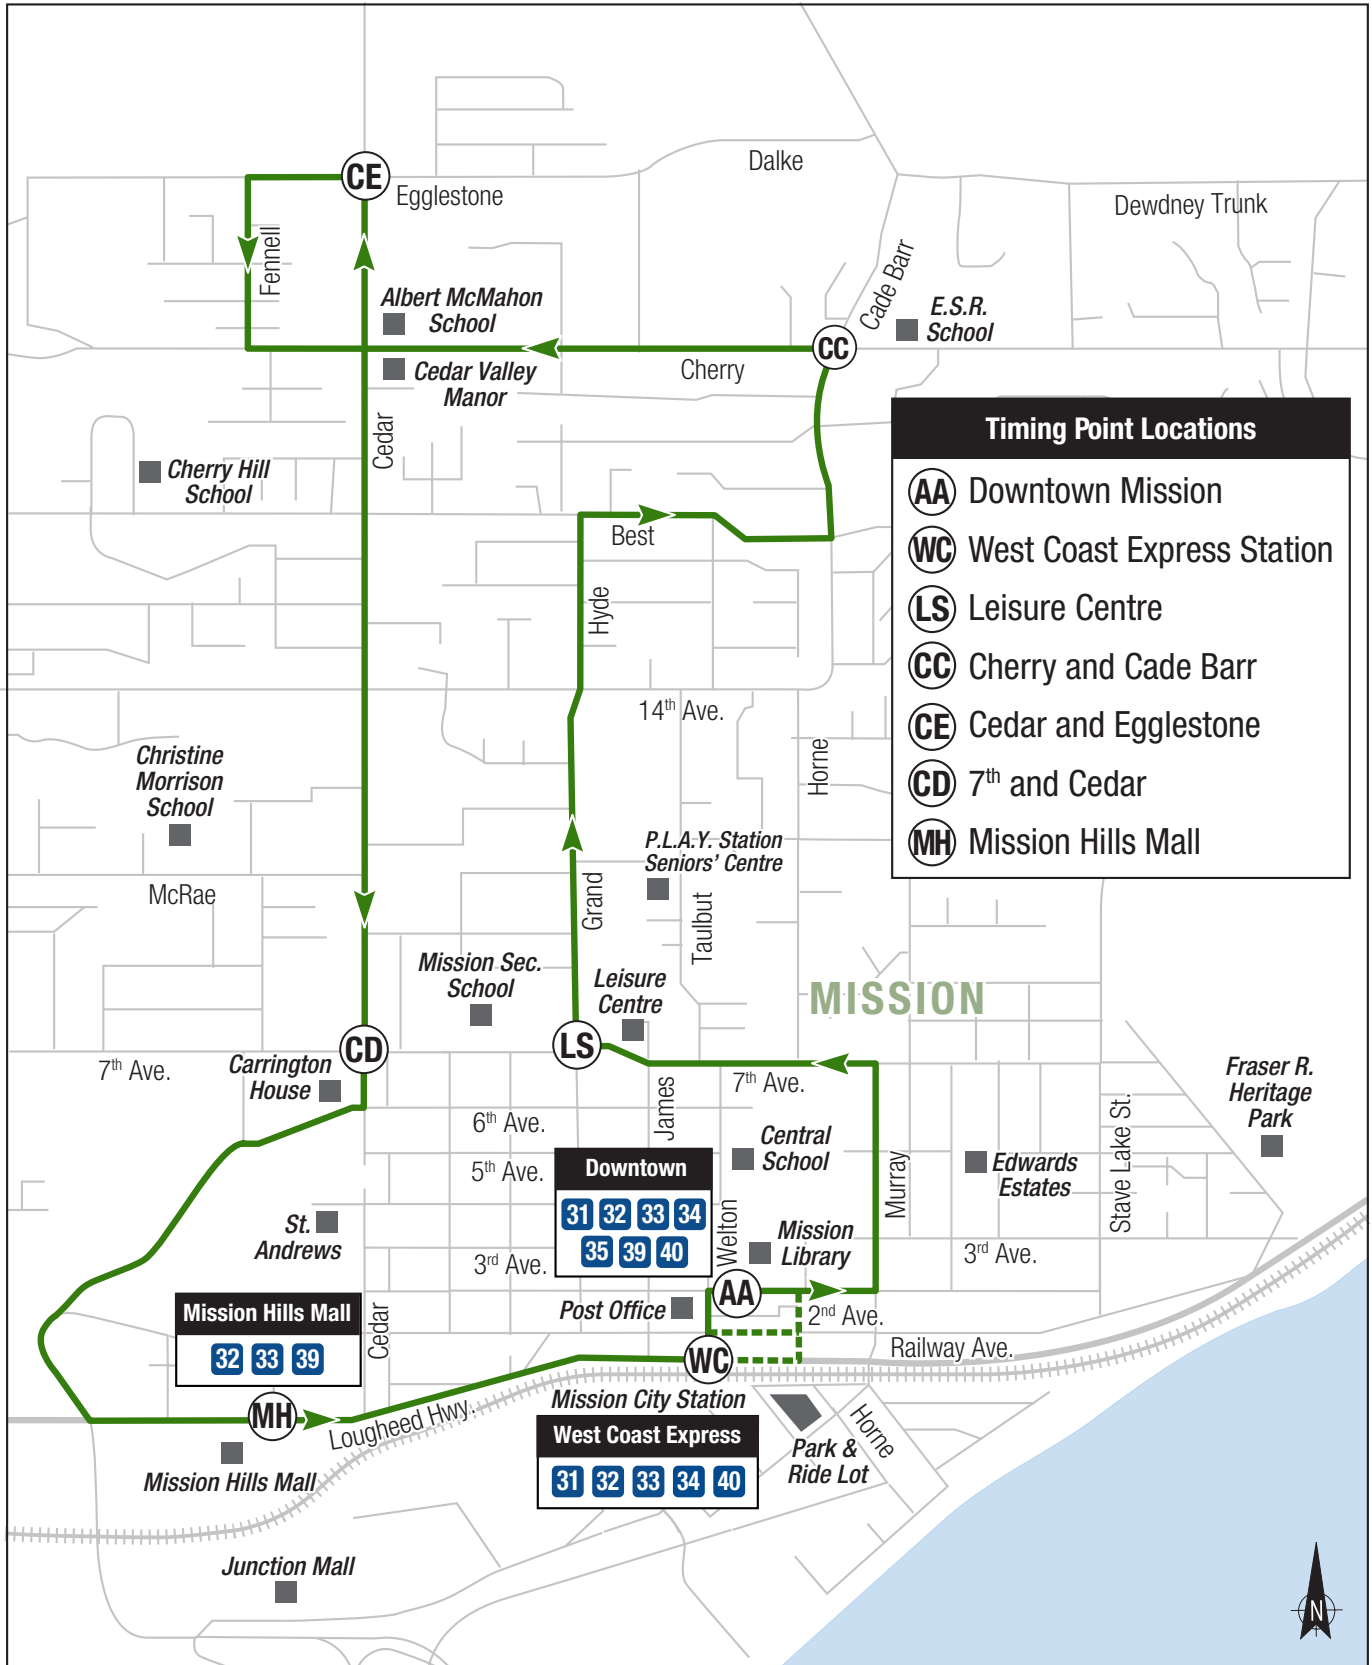 Dalke
CE
Egglestone
Dewdney Trunk
Fennell
Cade Barr
Albert McMahon
School
E.S.R.
School
CC
Cherry
Cedar Valley
Manor
Cedar
Timing Point Locations
AA Downtown Mission
WC West Coast Express Station
LS Leisure Centre
CC Cherry and Cade Barr
CE Cedar and Egglestone
CD 7th and Cedar
MH Mission Hills Mall
Cherry Hill
School
Best
Hyde
14th Ave.
Horne
Christine
Morrison
School
P.L.A.Y. Station
Seniors' Centre
McRae
Grand
Taulbut
Mission Sec.
School
Leisure
Centre
MISSION
CD
LS
7th Ave.
Carrington
House
7th Ave.
Fraser R.
Heritage
Park
James
6th Ave.
Central
School
5th Ave.
Downtown
31 32 33 34
35 39 40
Murray
Edwards
Estates
Stave Lake St.
St.
Andrews
Welton
Mission
Library
3rd Ave.
3rd Ave.
AA
Post Office
2nd Ave.
Mission Hills Mall
32 33 39
Cedar
Railway Ave.
WC
MH
Lougheed Hwy.
Mission City Station
West Coast Express
31 32 33 34 40
Horne
Park &
Ride Lot
Mission Hills Mall
Junction Mall
N